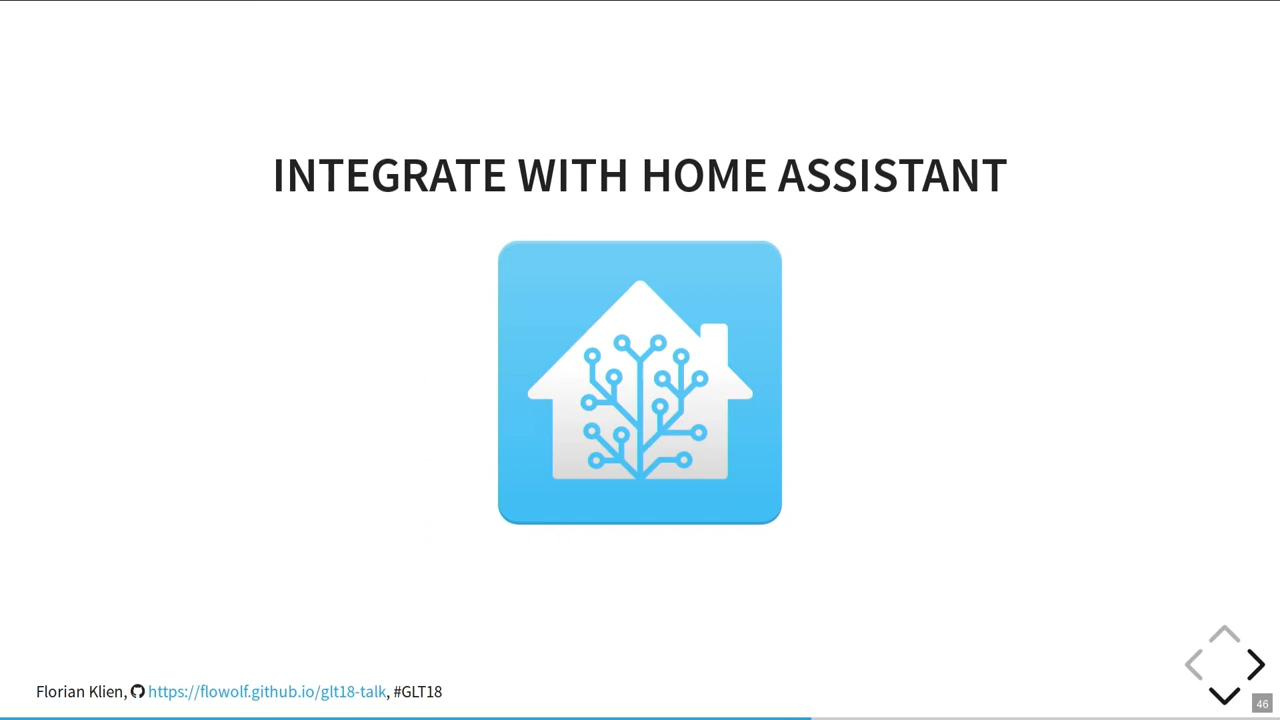 INTEGRATE WITH HOME ASSISTANT
Florian Klien, https://flowolf.github.io/glt18-talk, #GLT18
46